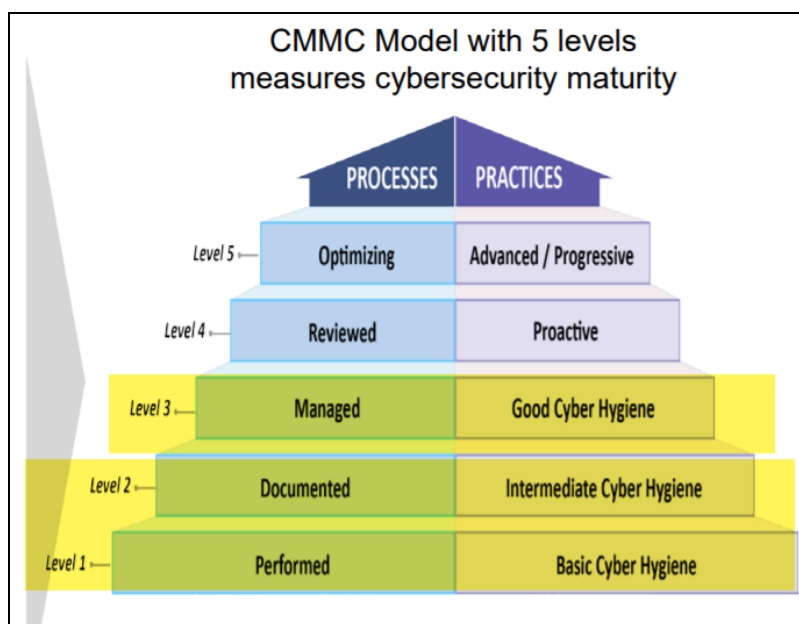 CMMC Model with 5 levels
measures cybersecurity maturity
PROCESSES PRACTICES
Level 5 Optimizing Advanced / Progressive
Level 4 Reviewed Proactive
Level 3 Managed Good Cyber Hygiene
Level 2 Documented Intermediate Cyber Hygiene
Level 1 Performed Basic Cyber Hygiene